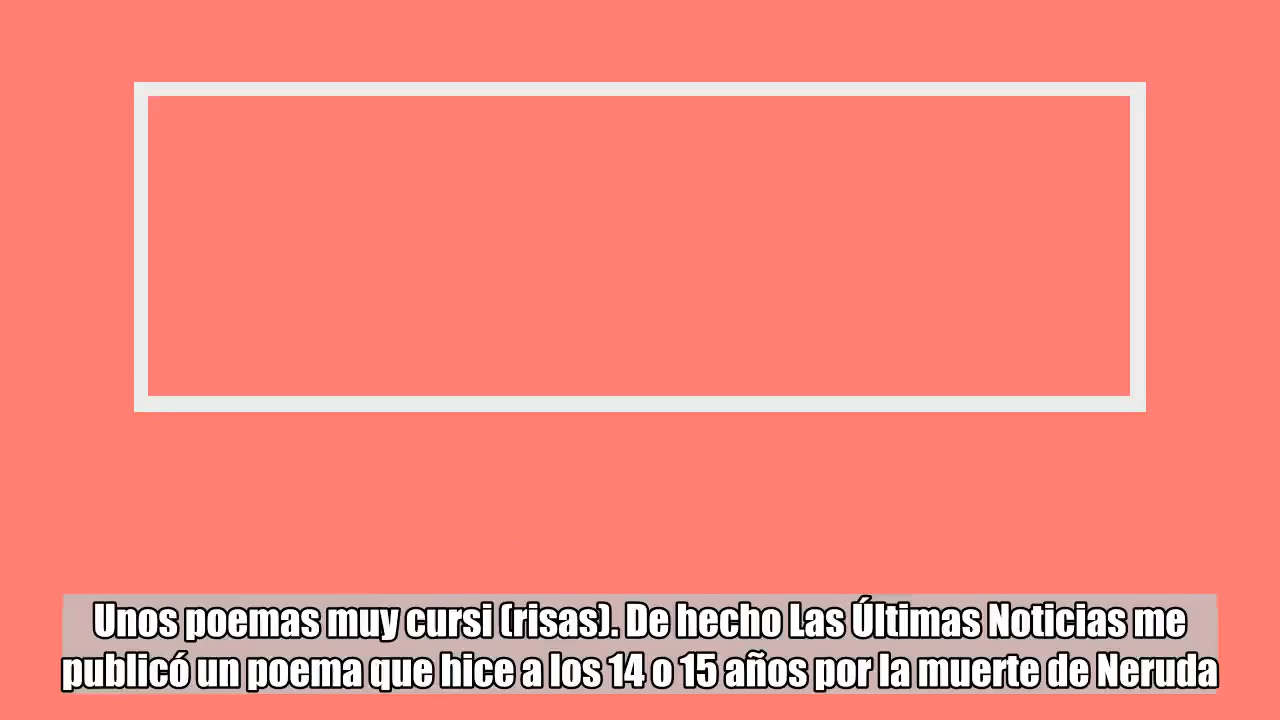 Unos poemas muy cursi (risas). De hecho Las Últimas Noticias me
publicó un poema que hice a los 14 o 15 años por la muerte de Neruda